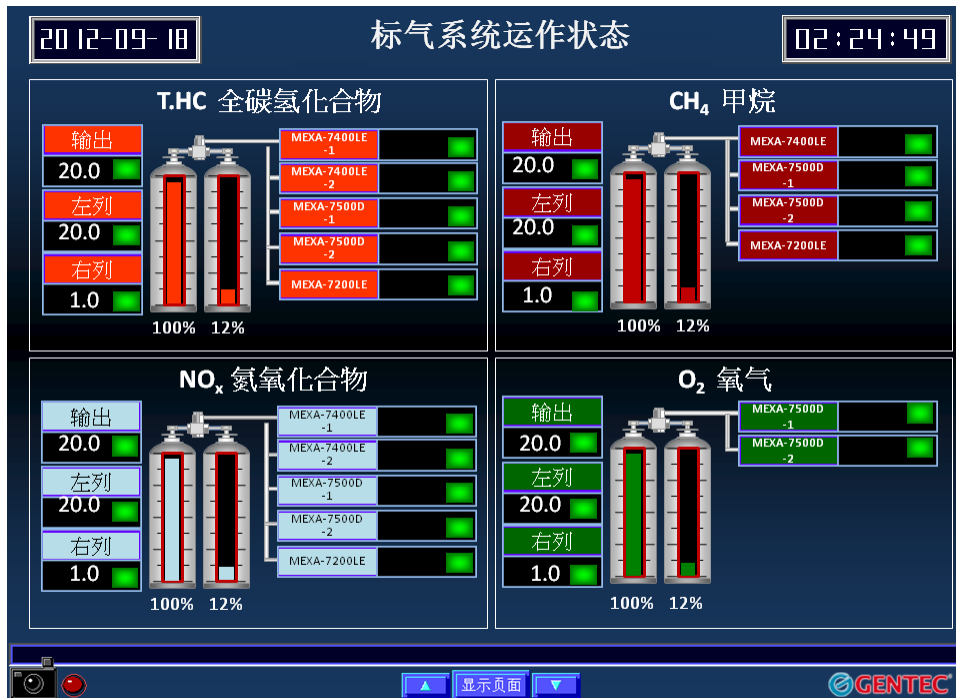 2012-09-18
标气系统运作状态
02:24:49
T.HC 全碳氢化合物
输出
20.0
左列
20.0
右列
1.0
100% 12%
MEXA-7400LE
-1
MEXA-7400LE
-2
MEXA-7500D
-1
MEXA-7500D
-2
MEXA-7200LE
CH₄ 甲烷
输出
20.0
左列
20.0
右列
1.0
100% 12%
MEXA-7400LE
MEXA-7500D
-1
MEXA-7500D
-2
MEXA-7200LE
NOₓ 氮氧化合物
输出
20.0
左列
20.0
右列
1.0
100% 12%
MEXA-7400LE
-1
MEXA-7400LE
-2
MEXA-7500D
-1
MEXA-7500D
-2
MEXA-7200LE
O₂ 氧气
输出
20.0
左列
20.0
右列
1.0
100% 12%
MEXA-7500D
-1
MEXA-7500D
-2
显示页面
GENTEC